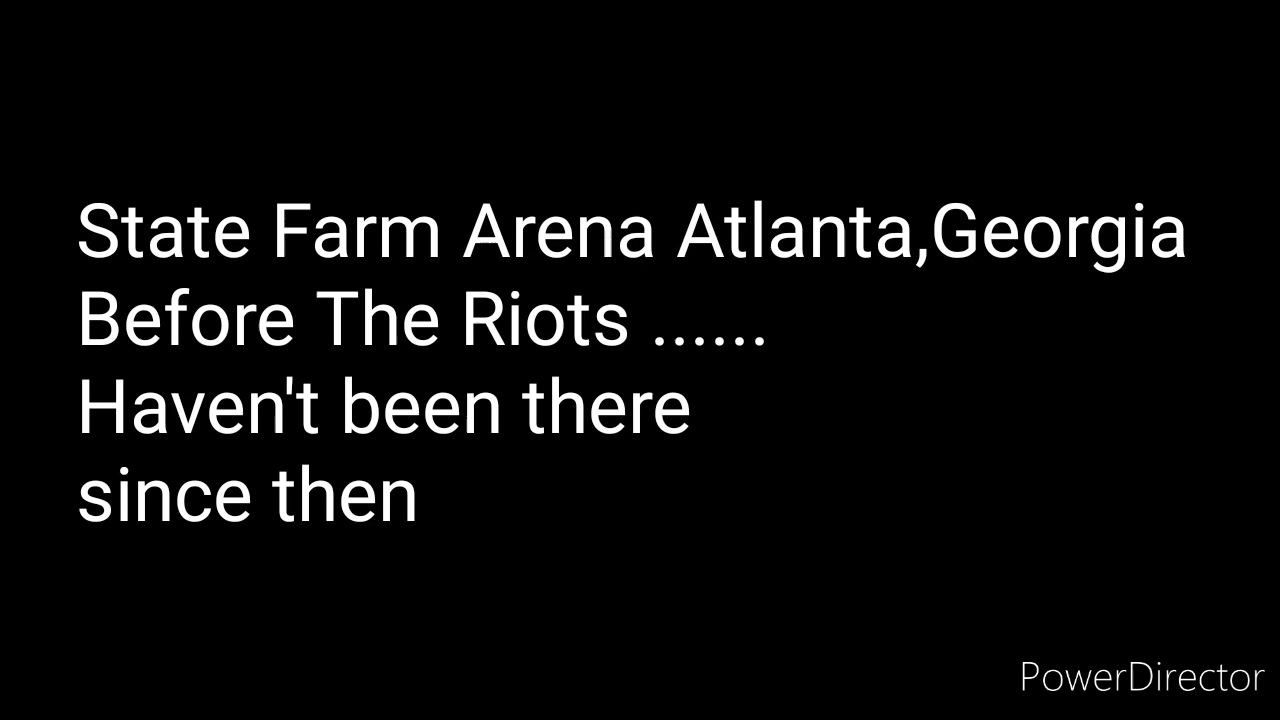 State Farm Arena Atlanta,Georgia
Before The Riots ......
Haven't been there
since then
PowerDirector